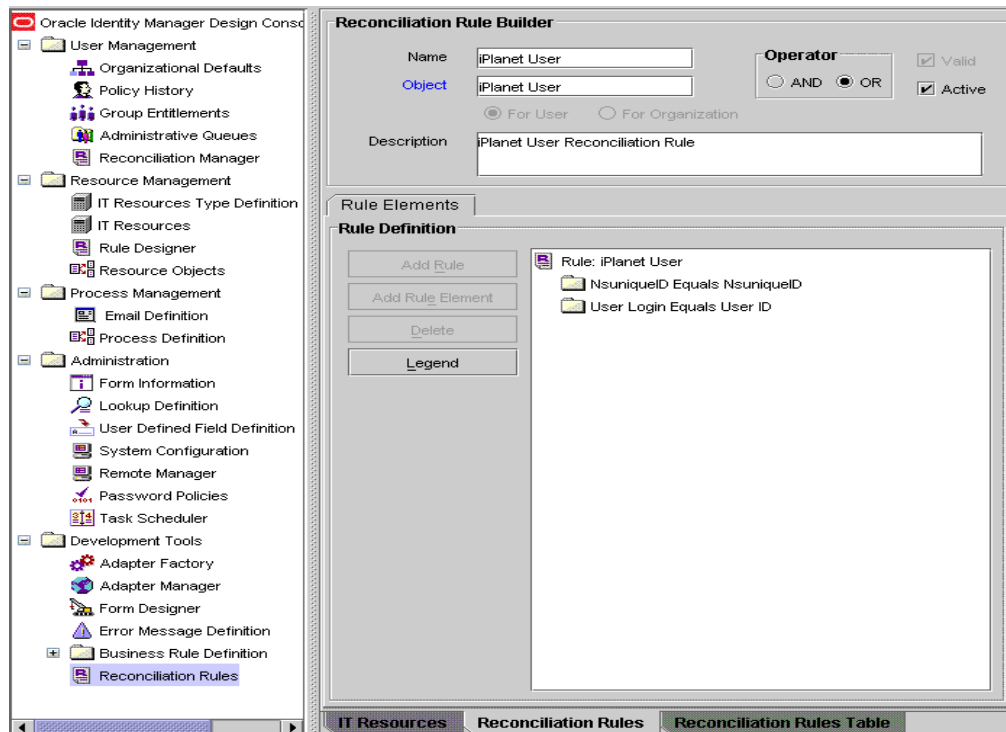 Oracle Identity Manager Design Conso
User Management
Organizational Defaults
Policy History
Group Entitlements
Administrative Queues
Reconciliation Manager
Resource Management
IT Resources Type Definition
IT Resources
Rule Designer
Resource Objects
Process Management
Email Definition
Process Definition
Administration
Form Information
Lookup Definition
User Defined Field Definition
System Configuration
Remote Manager
Password Policies
Task Scheduler
Development Tools
Adapter Factory
Adapter Manager
Form Designer
Error Message Definition
Business Rule Definition
Reconciliation Rules
Reconciliation Rule Builder
Name
iPlanet User
Object
iPlanet User
Operator
AND OR
Valid
Active
For User For Organization
Description
iPlanet User Reconciliation Rule
Rule Elements
Rule Definition
Add Rule
Add Rule Element
Delete
Legend
Rule: iPlanet User
NsuniqueID Equals NsuniqueID
User Login Equals User ID
IT Resources Reconciliation Rules Reconciliation Rules Table